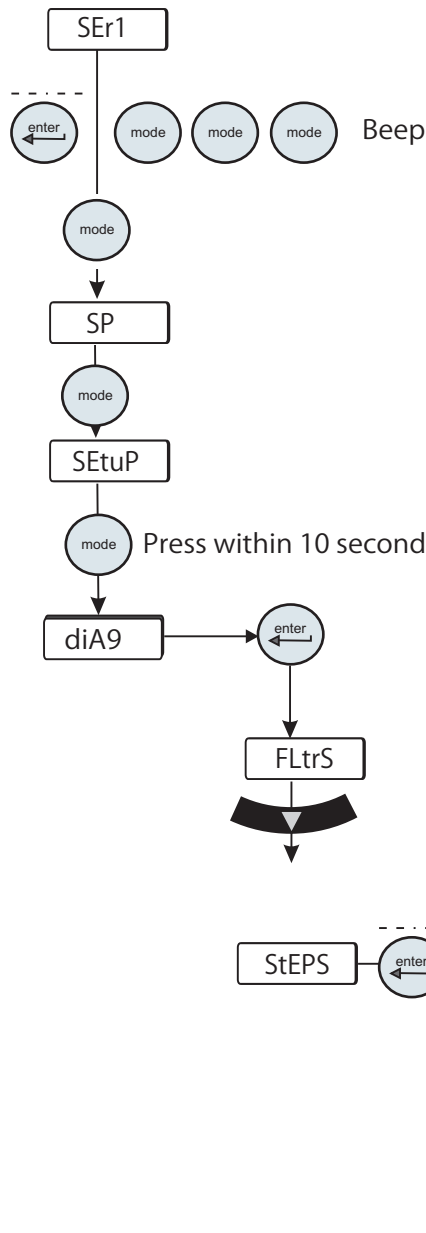 SEr1
enter mode mode mode Beep
mode
SP
mode
SEtuP
mode Press within 10 second
diA9 enter
FLtrS
StEPS enter